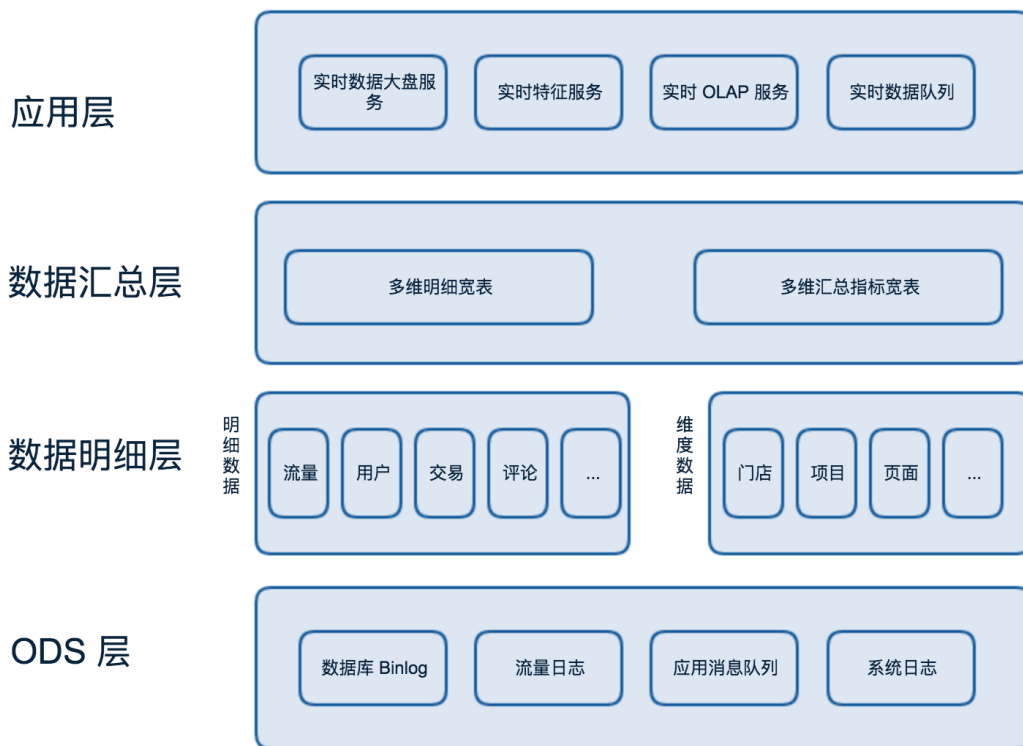 应用层
实时数据大盘服
务
实时特征服务
实时 OLAP 服务
实时数据队列
数据汇总层
多维明细宽表
多维汇总指标宽表
数据明细层
明细数据
流量
用户
交易
评论
...
维度数据
门店
项目
页面
...
ODS 层
数据库 Binlog
流量日志
应用消息队列
系统日志